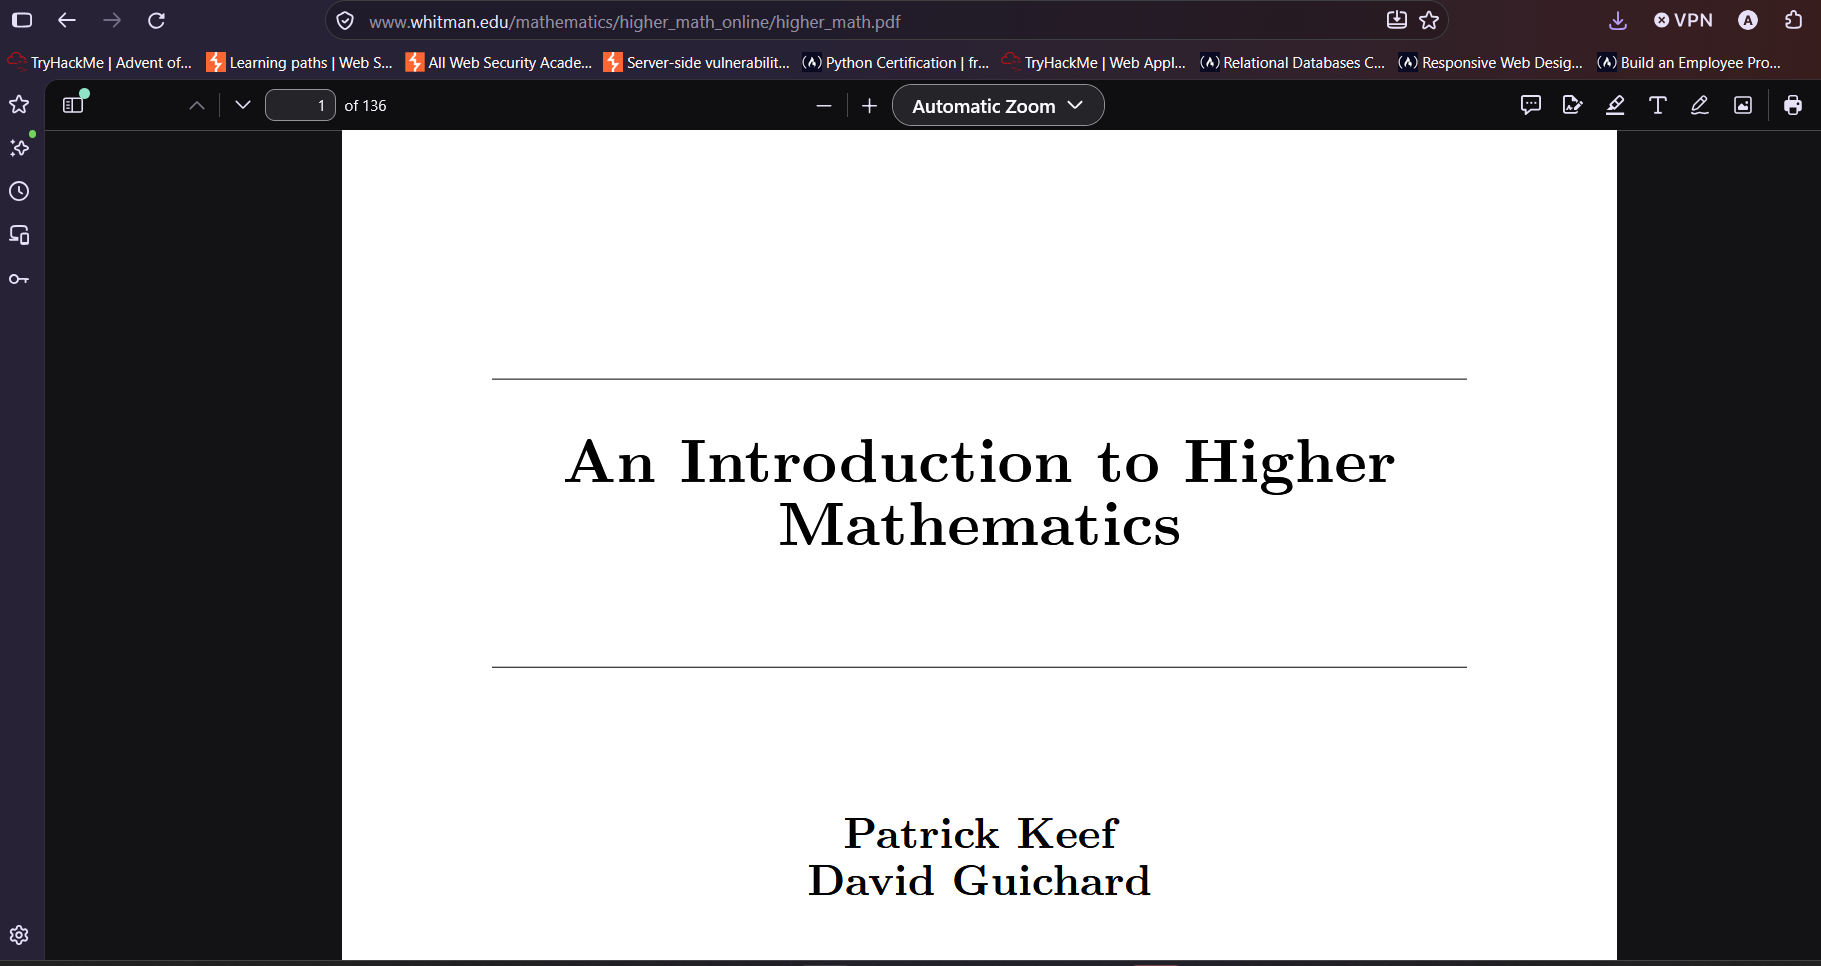 www.whitman.edu/mathematics/higher_math_online/higher_math.pdf
VPN
A
TryHackMe | Advent of...
Learning paths | Web S...
All Web Security Acade...
Server-side vulnerabilit...
Python Certification | fr...
TryHackMe | Web Appl...
Relational Databases C...
Responsive Web Desig...
Build an Employee Pro...
1 of 136
Automatic Zoom
An Introduction to Higher
Mathematics
Patrick Keef
David Guichard